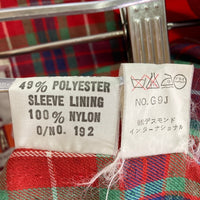 49% POLYESTER
SLEEVE LINING
100% NYLON
O/NO. 192
NO. G9J
㈱デスモンド
インターナショナル